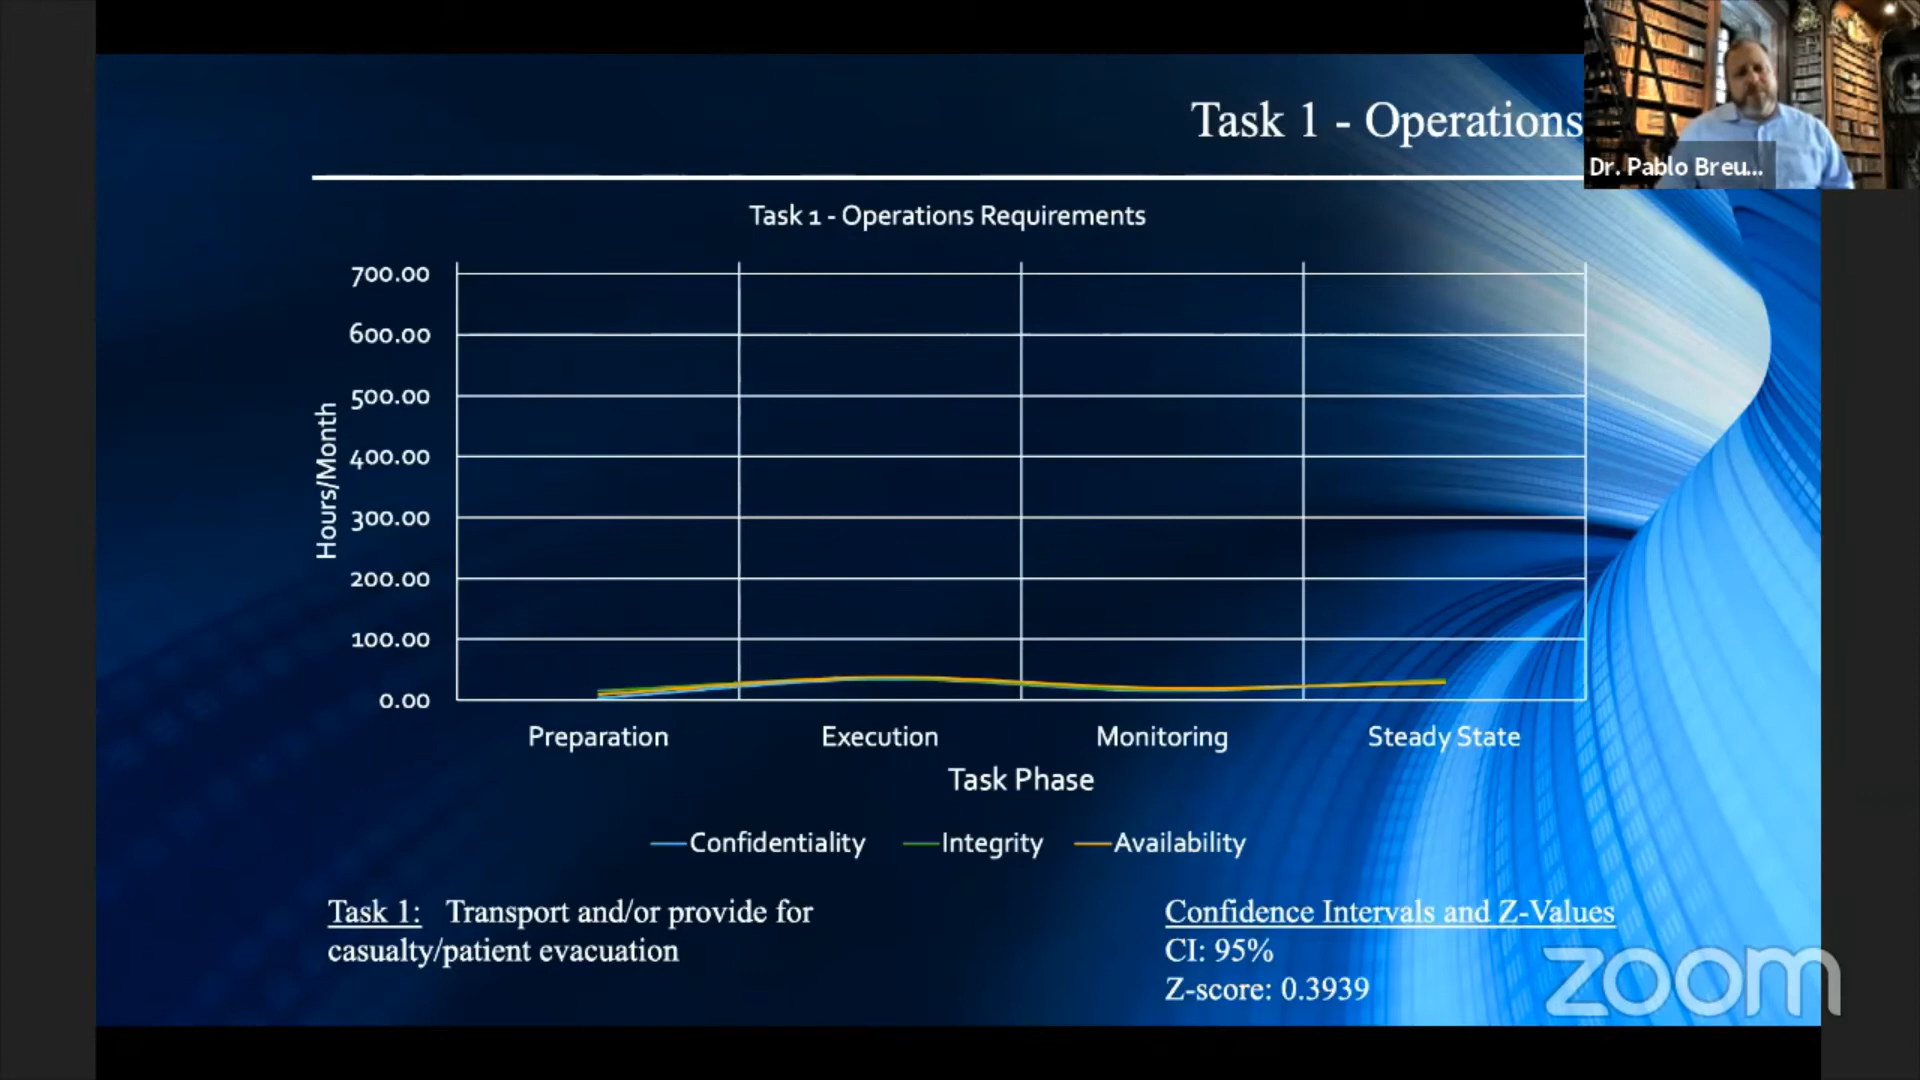 Task 1 - Operations
Dr. Pablo Breu...
Task 1 - Operations Requirements
700.00
600.00
500.00
400.00
300.00
200.00
100.00
0.00
Hours/Month
Preparation Execution Monitoring Steady State
Task Phase
Confidentiality Integrity Availability
Task 1: Transport and/or provide for
casualty/patient evacuation
Confidence Intervals and Z-Values
CI: 95%
Z-score: 0.3939
zoom